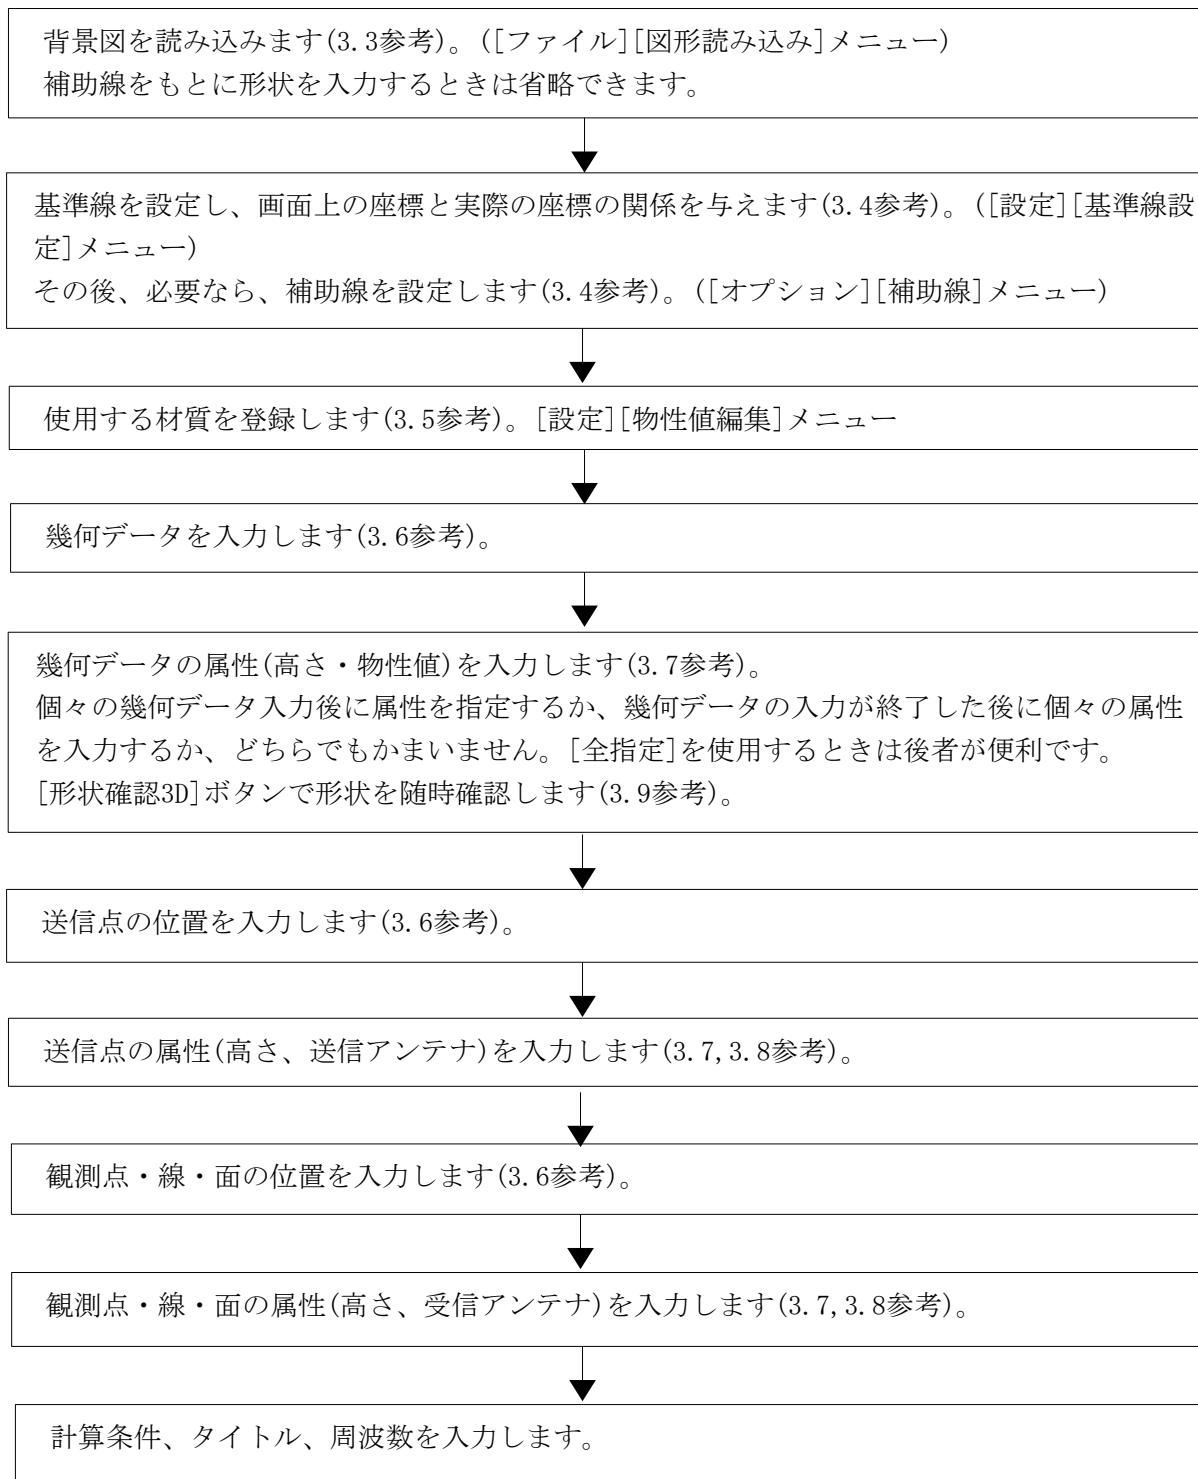 背景図を読み込みます(3.3参考)。([ファイル][図形読み込み]メニュー)
補助線をもとに形状を入力するときは省略できます。
基準線を設定し、画面上の座標と実際の座標の関係を与えます(3.4参考)。([設定][基準線設
定]メニュー)
その後、必要なら、補助線を設定します(3.4参考)。([オプション][補助線]メニュー)
使用する材質を登録します(3.5参考)。[設定][物性値編集]メニュー
幾何データを入力します(3.6参考)。
幾何データの属性(高さ・物性値)を入力します(3.7参考)。
個々の幾何データ入力後に属性を指定するか、幾何データの入力が終了した後に個々の属性
を入力するか、どちらでもかまいません。[全指定]を使用するときは後者が便利です。
[形状確認3D]ボタンで形状を随時確認します(3.9参考)。
送信点の位置を入力します(3.6参考)。
送信点の属性(高さ、送信アンテナ)を入力します(3.7,3.8参考)。
観測点・線・面の位置を入力します(3.6参考)。
観測点・線・面の属性(高さ、受信アンテナ)を入力します(3.7,3.8参考)。
計算条件、タイトル、周波数を入力します。